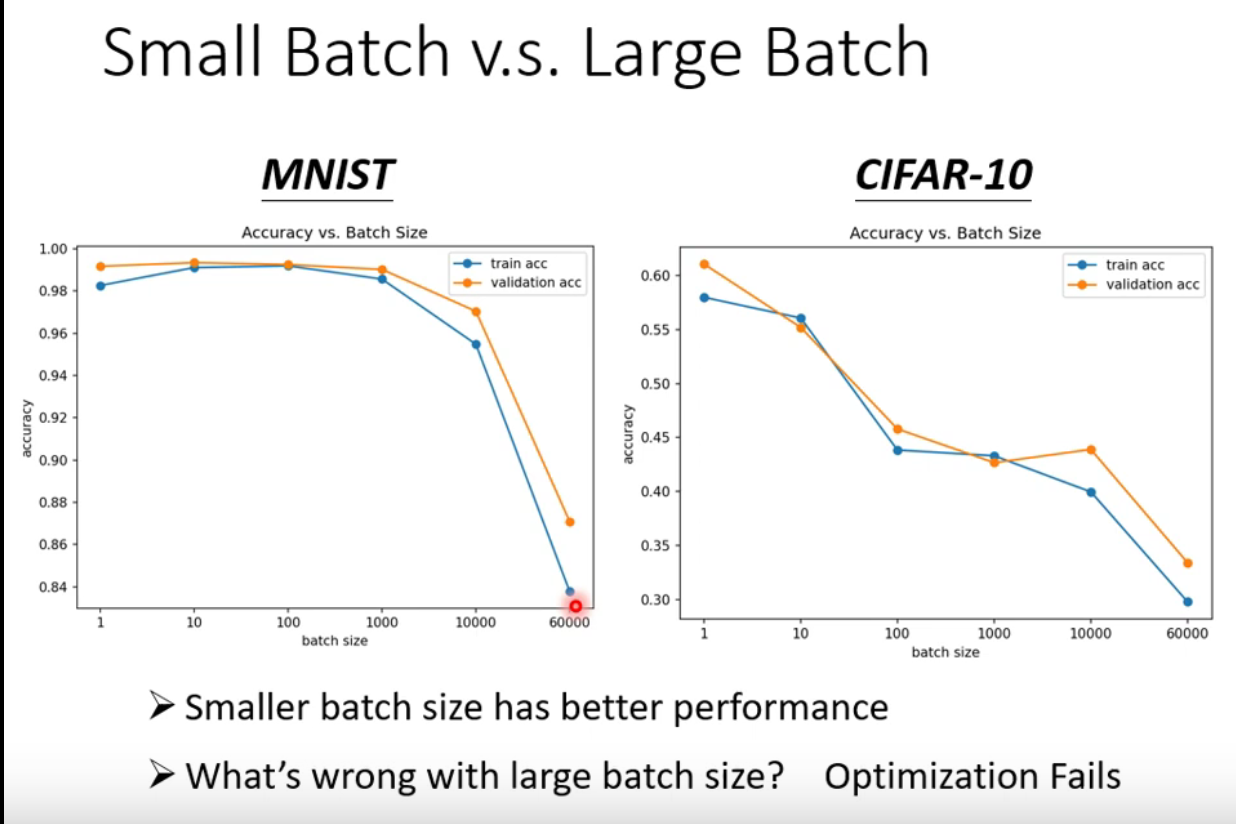 Small Batch v.s. Large Batch
MNIST
Accuracy vs. Batch Size
1.00
0.98
0.96
0.94
0.92
0.90
0.88
0.86
0.84
accuracy
train acc
validation acc
1 10 100 1000 10000 60000
batch size
CIFAR-10
Accuracy vs. Batch Size
0.60
0.55
0.50
0.45
0.40
0.35
0.30
accuracy
train acc
validation acc
1 10 100 1000 10000 60000
batch size
➢ Smaller batch size has better performance
➢ What’s wrong with large batch size? Optimization Fails